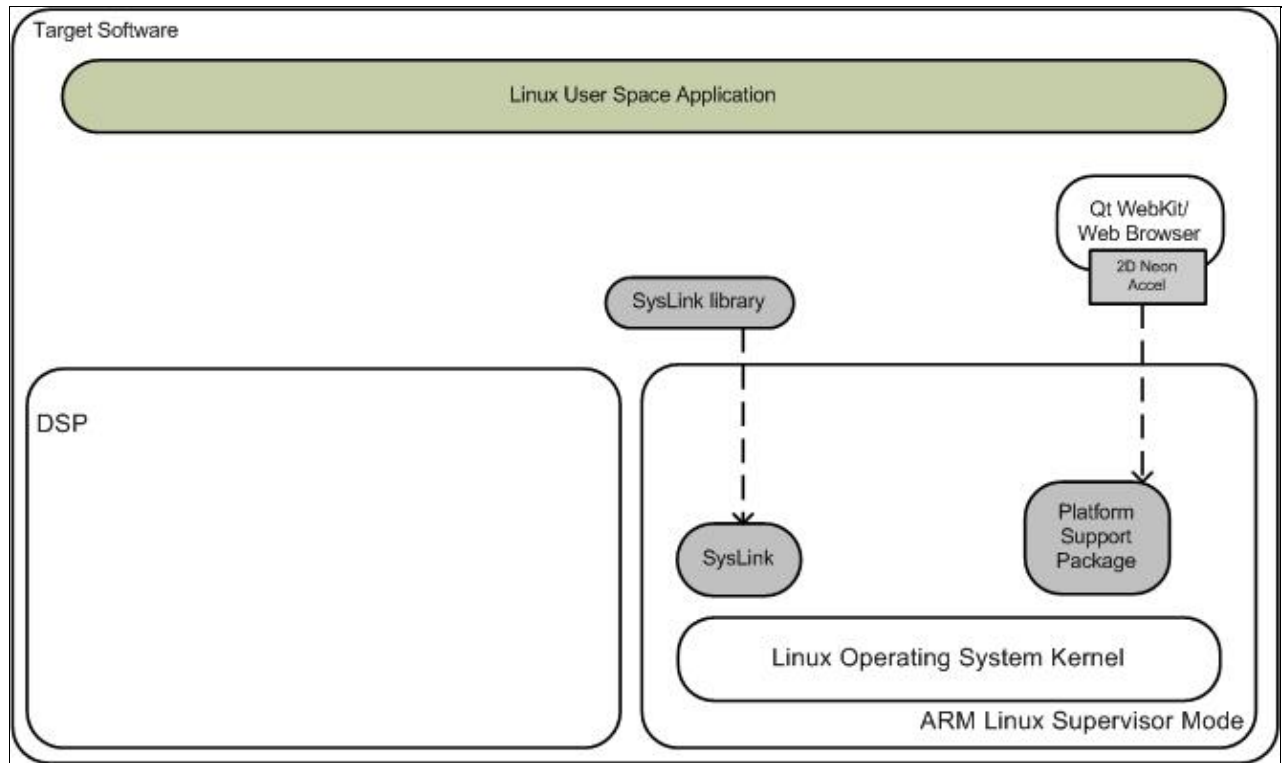 Target Software
Linux User Space Application
Qt WebKit/
Web Browser
2D Neon
Accel
SysLink library
DSP
Platform
Support
Package
SysLink
Linux Operating System Kernel
ARM Linux Supervisor Mode